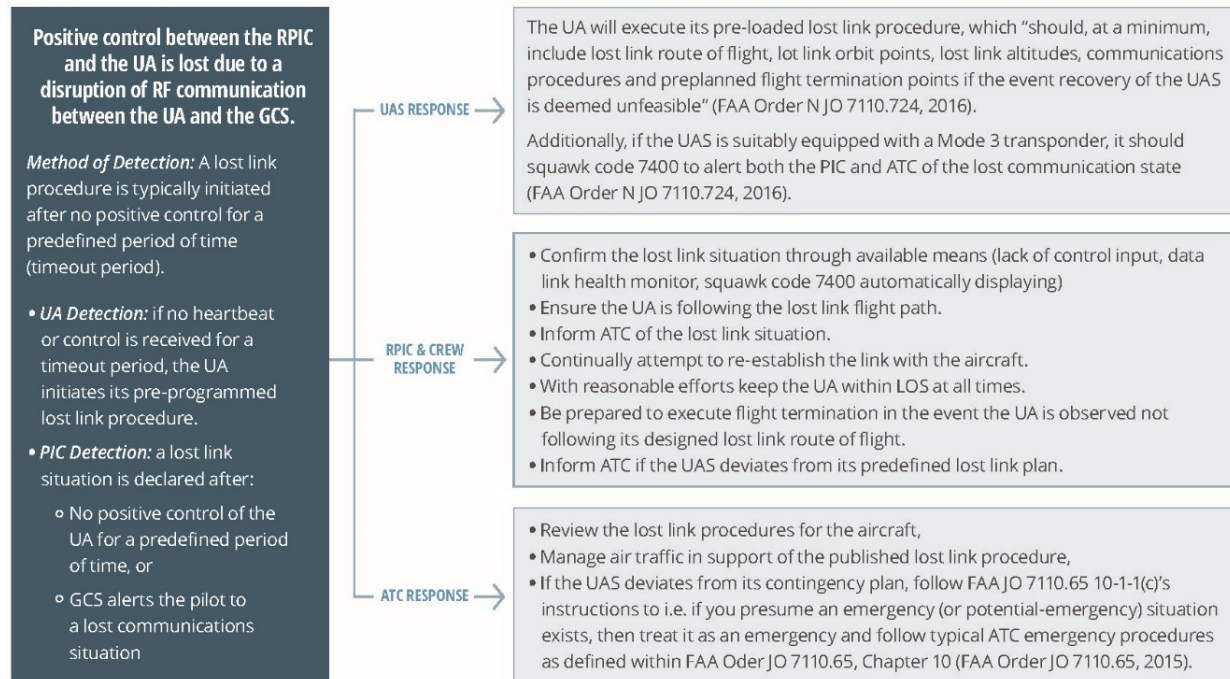 Positive control between the RPIC
and the UA is lost due to a
disruption of RF communication
between the UA and the GCS.
Method of Detection: A lost link
procedure is typically initiated
after no positive control for a
predefined period of time
(timeout period).
• UA Detection: if no heartbeat
or control is received for a
timeout period, the UA
initiates its pre-programmed
lost link procedure.
• PIC Detection: a lost link
situation is declared after:
o No positive control of the
UA for a predefined period
of time, or
o GCS alerts the pilot to
a lost communications
situation
UAS RESPONSE
The UA will execute its pre-loaded lost link procedure, which “should, at a minimum,
include lost link route of flight, lot link orbit points, lost link altitudes, communications
procedures and preplanned flight termination points if the event recovery of the UAS
is deemed unfeasible” (FAA Order N JO 7110.724, 2016).
Additionally, if the UAS is suitably equipped with a Mode 3 transponder, it should
squawk code 7400 to alert both the PIC and ATC of the lost communication state
(FAA Order N JO 7110.724, 2016).
RPIC & CREW
RESPONSE
• Confirm the lost link situation through available means (lack of control input, data
link health monitor, squawk code 7400 automatically displaying)
• Ensure the UA is following the lost link flight path.
• Inform ATC of the lost link situation.
• Continually attempt to re-establish the link with the aircraft.
• With reasonable efforts keep the UA within LOS at all times.
• Be prepared to execute flight termination in the event the UA is observed not
following its designed lost link route of flight.
• Inform ATC if the UAS deviates from its predefined lost link plan.
ATC RESPONSE
• Review the lost link procedures for the aircraft,
• Manage air traffic in support of the published lost link procedure,
• If the UAS deviates from its contingency plan, follow FAA JO 7110.65 10-1-1(c)’s
instructions to i.e. if you presume an emergency (or potential-emergency) situation
exists, then treat it as an emergency and follow typical ATC emergency procedures
as defined within FAA Oder JO 7110.65, Chapter 10 (FAA Order JO 7110.65, 2015).